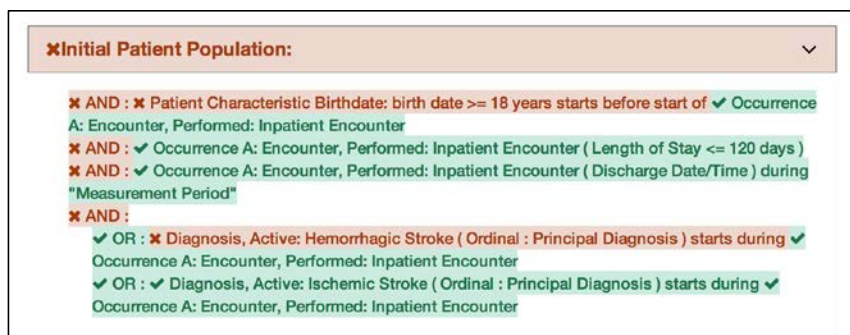 ✖Initial Patient Population:
✖ AND : ✖ Patient Characteristic Birthdate: birth date >= 18 years starts before start of ✔ Occurrence
A: Encounter, Performed: Inpatient Encounter
✖ AND : ✔ Occurrence A: Encounter, Performed: Inpatient Encounter ( Length of Stay <= 120 days )
✖ AND : ✔ Occurrence A: Encounter, Performed: Inpatient Encounter ( Discharge Date/Time ) during
"Measurement Period"
✖ AND :
✔ OR : ✖ Diagnosis, Active: Hemorrhagic Stroke ( Ordinal : Principal Diagnosis ) starts during ✔
Occurrence A: Encounter, Performed: Inpatient Encounter
✔ OR : ✔ Diagnosis, Active: Ischemic Stroke ( Ordinal : Principal Diagnosis ) starts during ✔
Occurrence A: Encounter, Performed: Inpatient Encounter